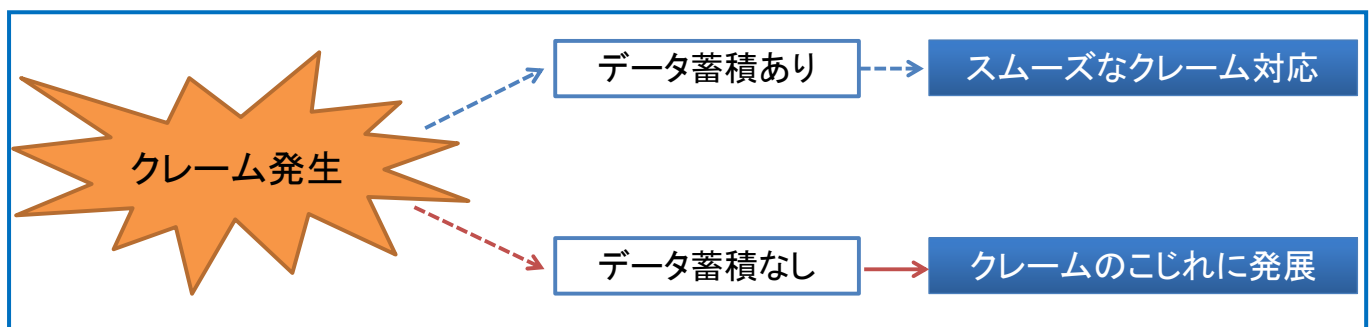 クレーム発生
データ蓄積あり
スムーズなクレーム対応
データ蓄積なし
クレームのこじれに発展